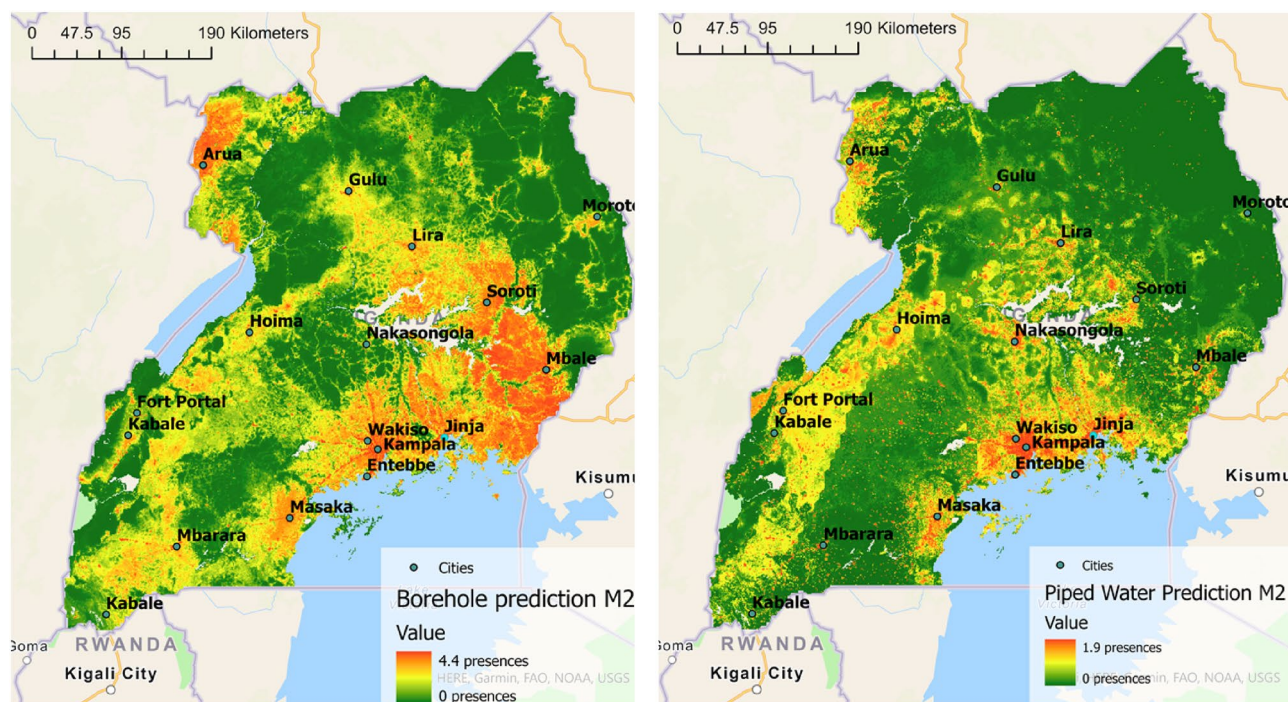 0 47.5 95 190 Kilometers
Arua
Gulu
Moroto
Lira
Soroti
Hoima
Nakasongola
Mbale
Fort Portal
Kabale
Wakiso
Jinja
Kampala
Entebbe
Kisumu
Masaka
Mbarara
Cities
Kabale
Borehole prediction M2
RWANDA
Value
Goma
4.4 presences
Kigali City
HERE, Garmin, FAO, NOAA, USGS
0 presences
0 47.5 95 190 Kilometers
Arua
Gulu
Moroto
Lira
Soroti
Hoima
Nakasongola
Mbale
Fort Portal
Kabale
Wakiso
Jinja
Kampala
Entebbe
Kisumu
Masaka
Mbarara
Cities
Kabale
Piped Water Prediction M2
Victoria
RWANDA
Value
Goma
1.9 presences
Kigali City
0 presences
Garmin, FAO, NOAA, USGS